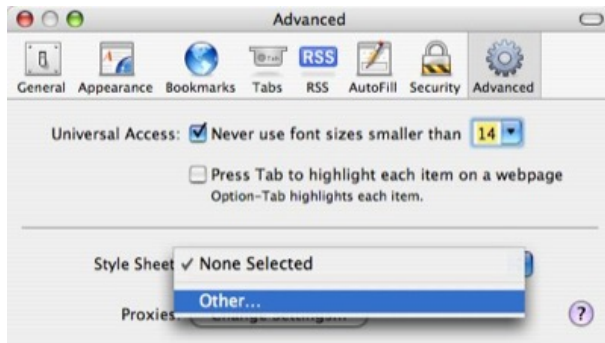 Advanced
RSS
General Appearance Bookmarks Tabs RSS AutoFill Security Advanced
Universal Access: Never use font sizes smaller than 14
Press Tab to highlight each item on a webpage
Option-Tab highlights each item.
Style Sheet ✓ None Selected
Other...
Proxies:
?